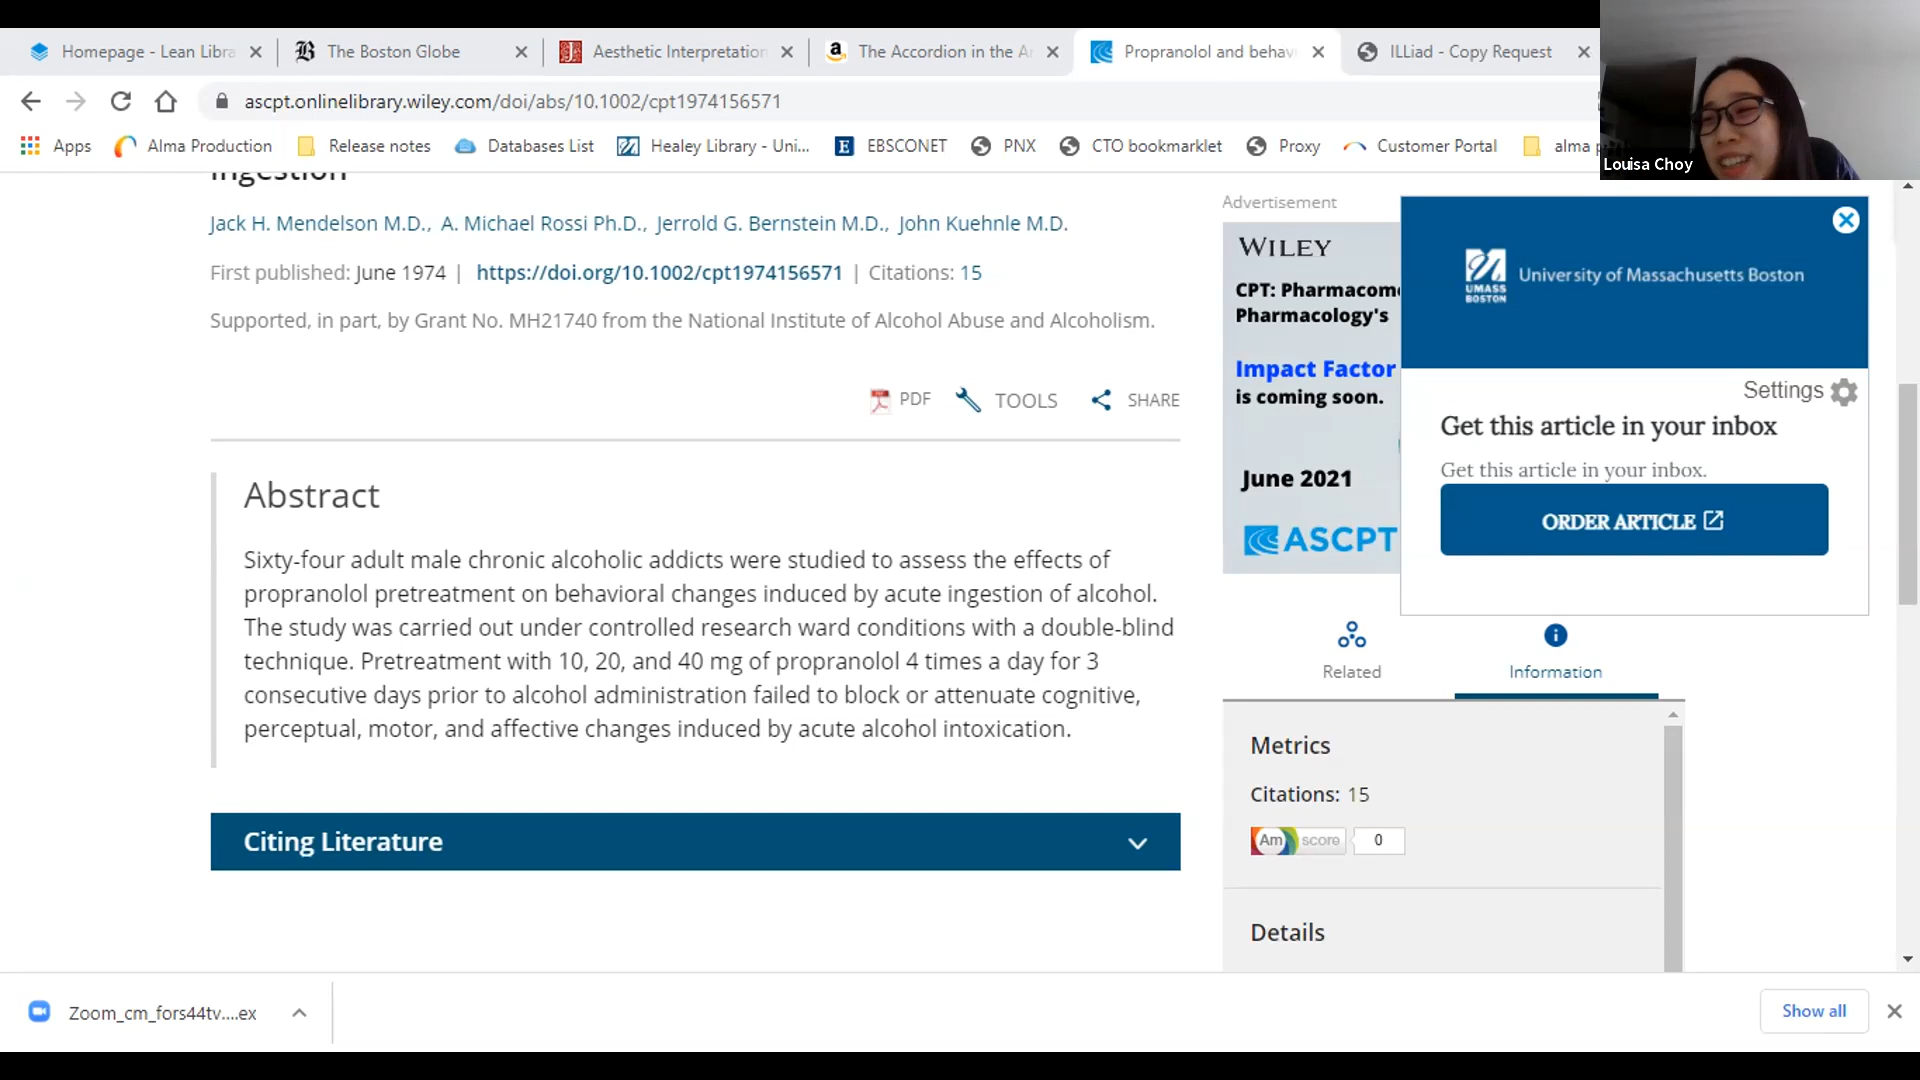 Homepage - Lean Libra
The Boston Globe
Aesthetic Interpretation
The Accordion in the A
Propranolol and behav
ILLiad - Copy Request
ascpt.onlinelibrary.wiley.com/doi/abs/10.1002/cpt1974156571
Apps
Alma Production
Release notes
Databases List
Healey Library - Uni...
EBSCONET
PNX
CTO bookmarklet
Proxy
Customer Portal
alma p
Louisa Choy
Ingestion
Jack H. Mendelson M.D., A. Michael Rossi Ph.D., Jerrold G. Bernstein M.D., John Kuehnle M.D.
First published: June 1974 | https://doi.org/10.1002/cpt1974156571 | Citations: 15
Supported, in part, by Grant No. MH21740 from the National Institute of Alcohol Abuse and Alcoholism.
PDF
TOOLS
SHARE
Abstract
Sixty-four adult male chronic alcoholic addicts were studied to assess the effects of
propranolol pretreatment on behavioral changes induced by acute ingestion of alcohol.
The study was carried out under controlled research ward conditions with a double-blind
technique. Pretreatment with 10, 20, and 40 mg of propranolol 4 times a day for 3
consecutive days prior to alcohol administration failed to block or attenuate cognitive,
perceptual, motor, and affective changes induced by acute alcohol intoxication.
Citing Literature
Advertisement
WILEY
CPT: Pharmacom
Pharmacology's
Impact Factor
is coming soon.
June 2021
ASCPT
UMASS
BOSTON
University of Massachusetts Boston
Settings
Get this article in your inbox
Get this article in your inbox.
ORDER ARTICLE
Related
Information
Metrics
Citations: 15
Am score 0
Details
Zoom_cm_fors44tv....ex
Show all